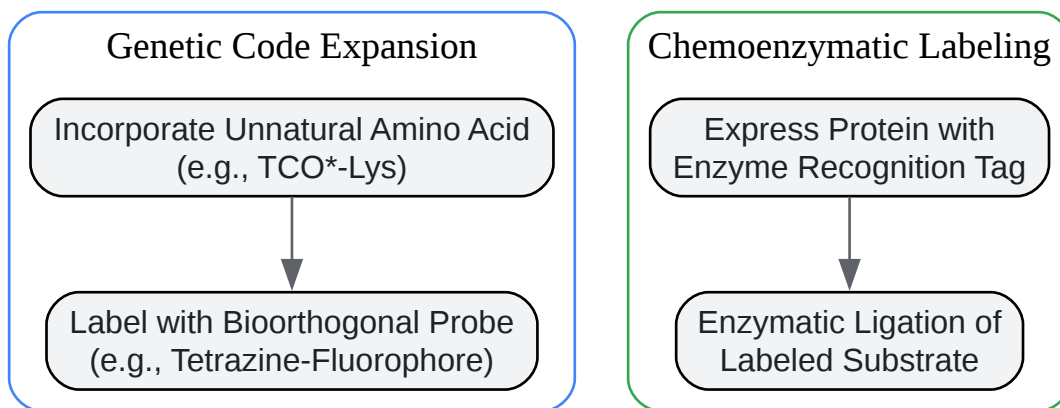 Genetic Code Expansion
Incorporate Unnatural Amino Acid
(e.g., TCO*-Lys)
Label with Bioorthogonal Probe
(e.g., Tetrazine-Fluorophore)
Chemoenzymatic Labeling
Express Protein with
Enzyme Recognition Tag
Enzymatic Ligation of
Labeled Substrate